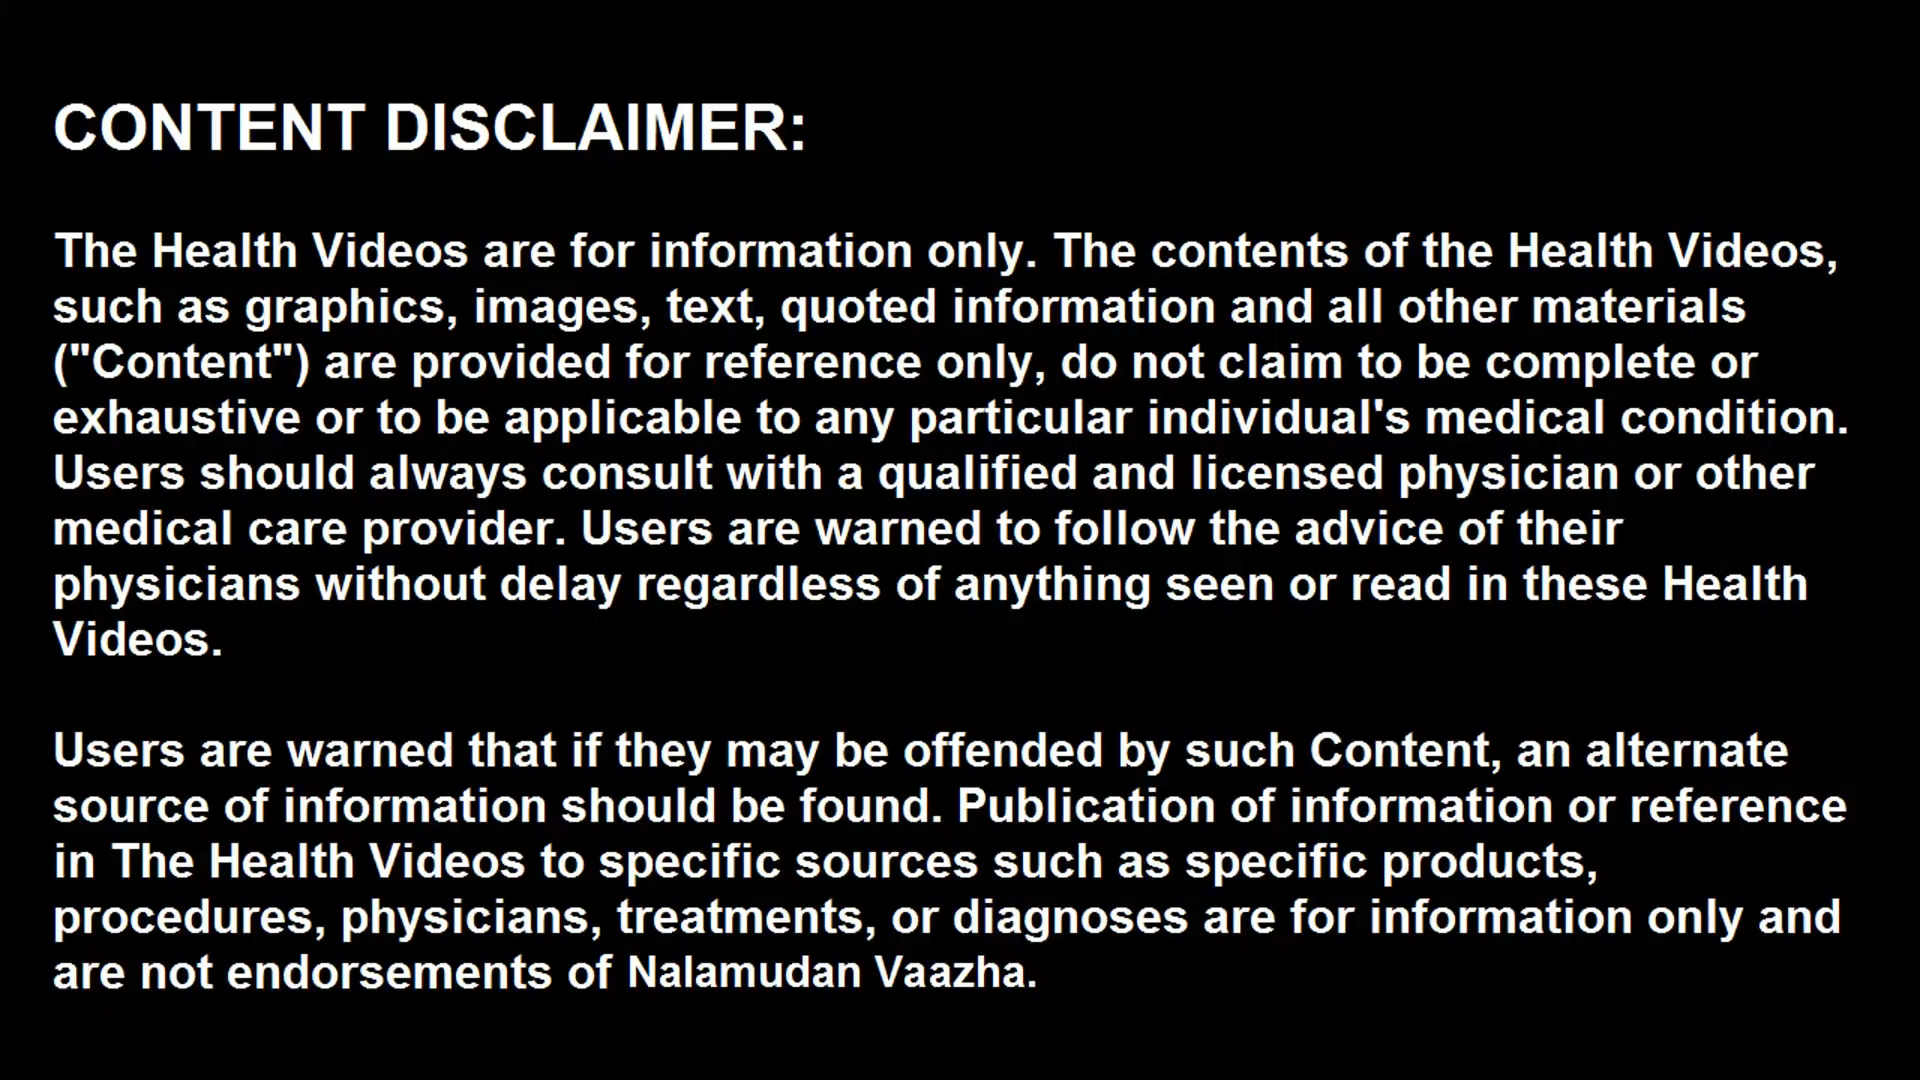 CONTENT DISCLAIMER:
The Health Videos are for information only. The contents of the Health Videos,
such as graphics, images, text, quoted information and all other materials
("Content") are provided for reference only, do not claim to be complete or
exhaustive or to be applicable to any particular individual's medical condition.
Users should always consult with a qualified and licensed physician or other
medical care provider. Users are warned to follow the advice of their
physicians without delay regardless of anything seen or read in these Health
Videos.
Users are warned that if they may be offended by such Content, an alternate
source of information should be found. Publication of information or reference
in The Health Videos to specific sources such as specific products,
procedures, physicians, treatments, or diagnoses are for information only and
are not endorsements of Nalamudan Vaazha.